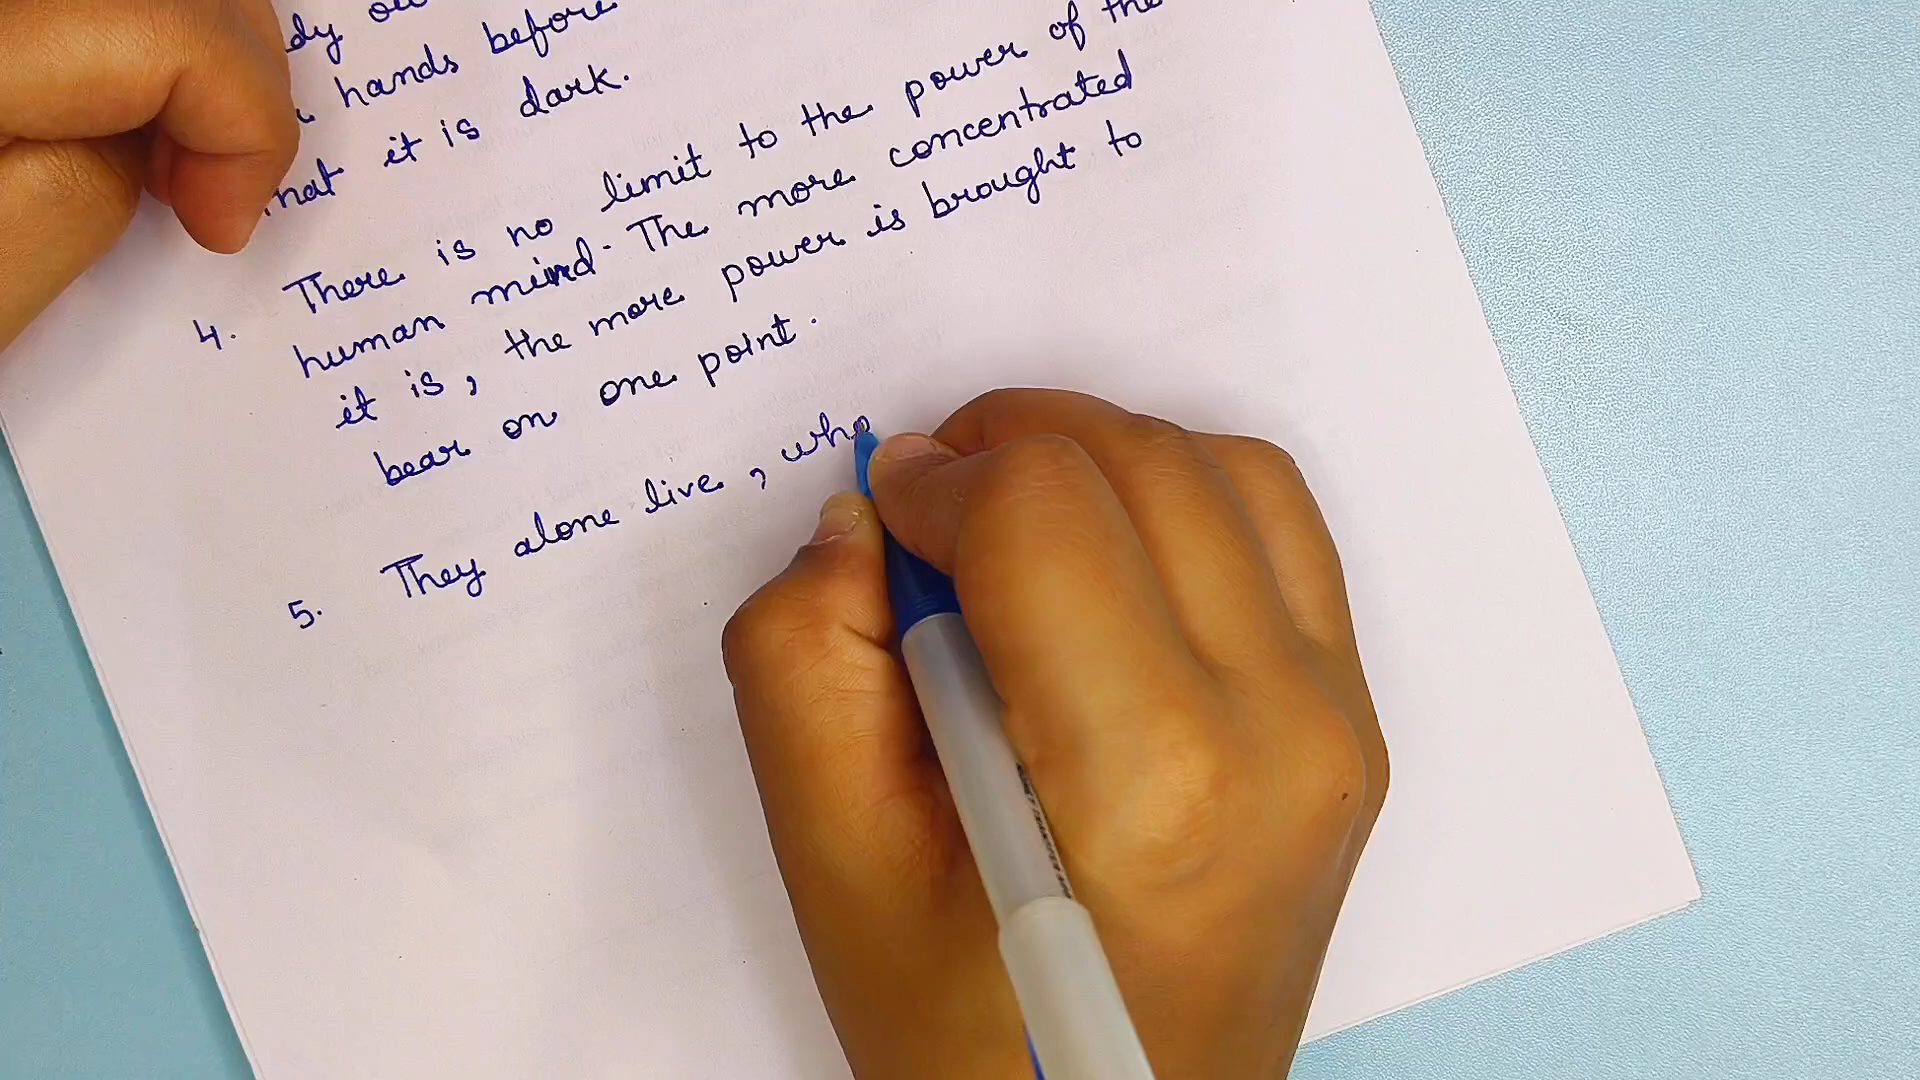 hands before
it is dark.
4. There is no limit to the power of the
human mind. The more concentrated
it is, the more power is brought to
bear on one point.
5. They alone live, who